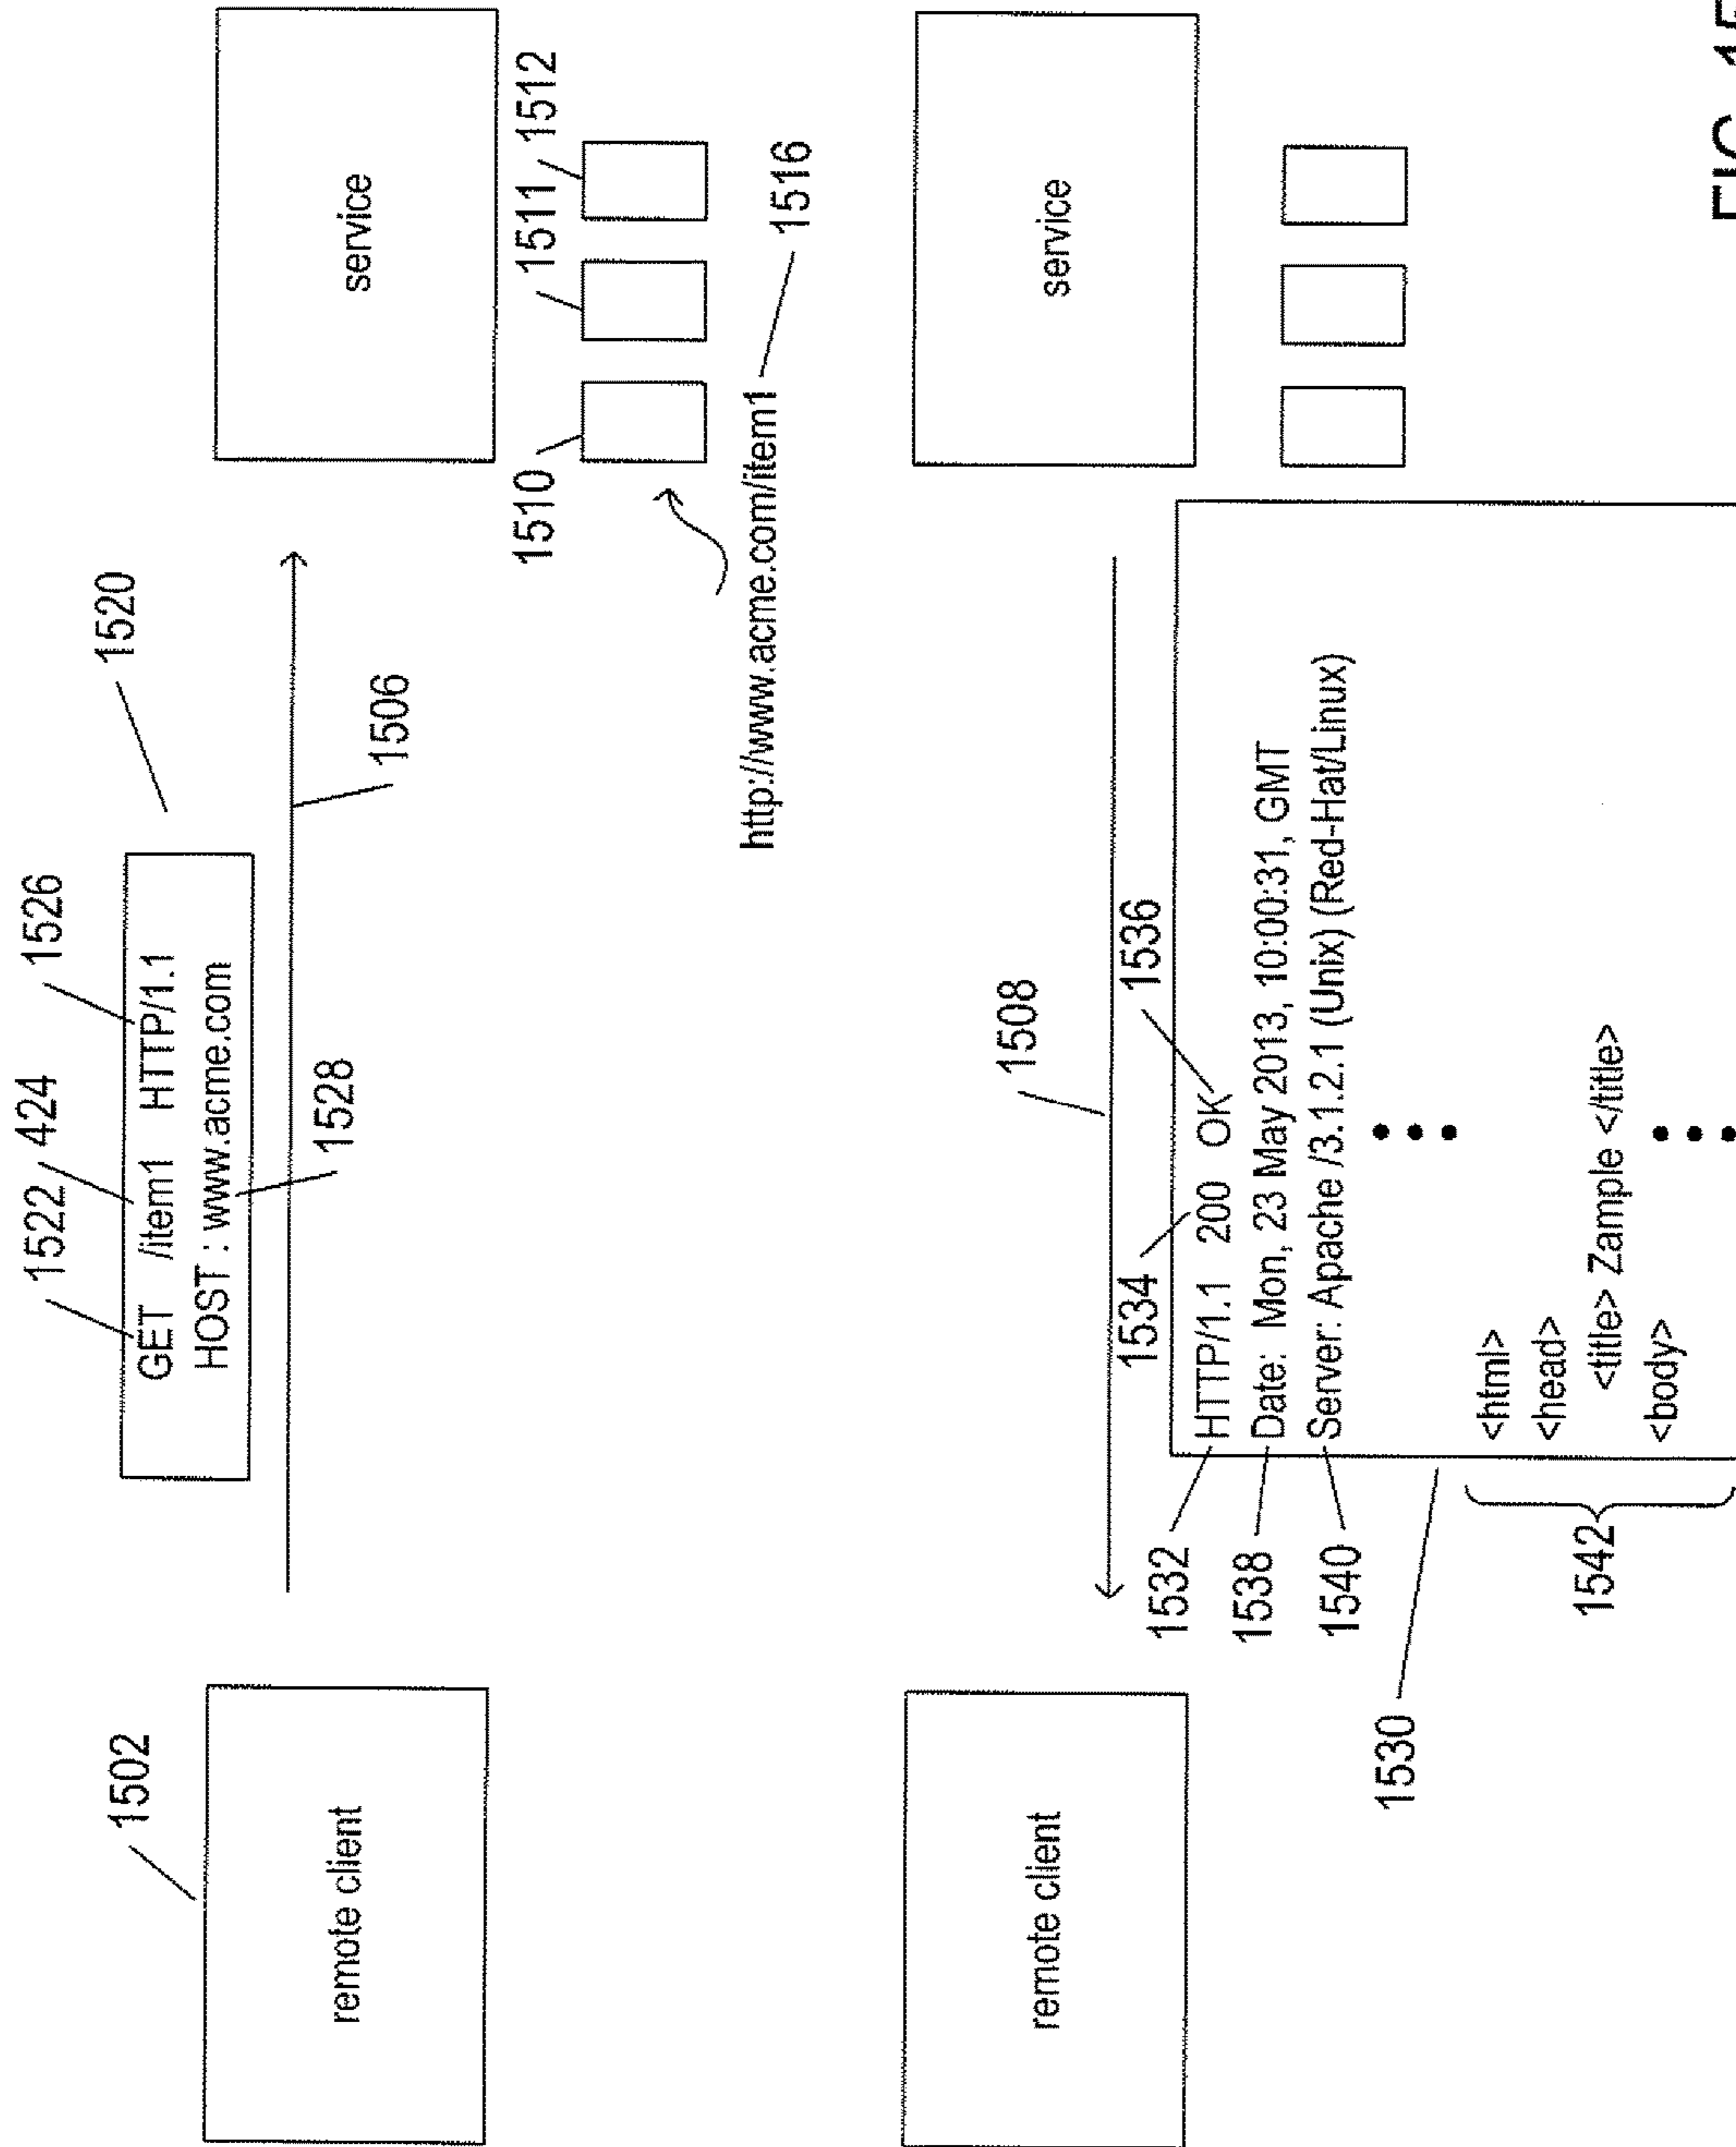 1522
424
1526
1520
GET /item1 HTTP/1.1
HOST : www.acme.com
1528
1506
1502
remote client
service
1510
1511
1512
http://www.acme.com/item1
1516
1508
1534
1536
remote client
service
1532
HTTP/1.1 200 OK
1538
Date: Mon, 23 May 2013, 10:00:31, GMT
1540
Server: Apache /3.1.2.1 (Unix) (Red-Hat/Linux)
1530
<html>
<head>
<title> Zample </title>
<body>
1542
FIG.